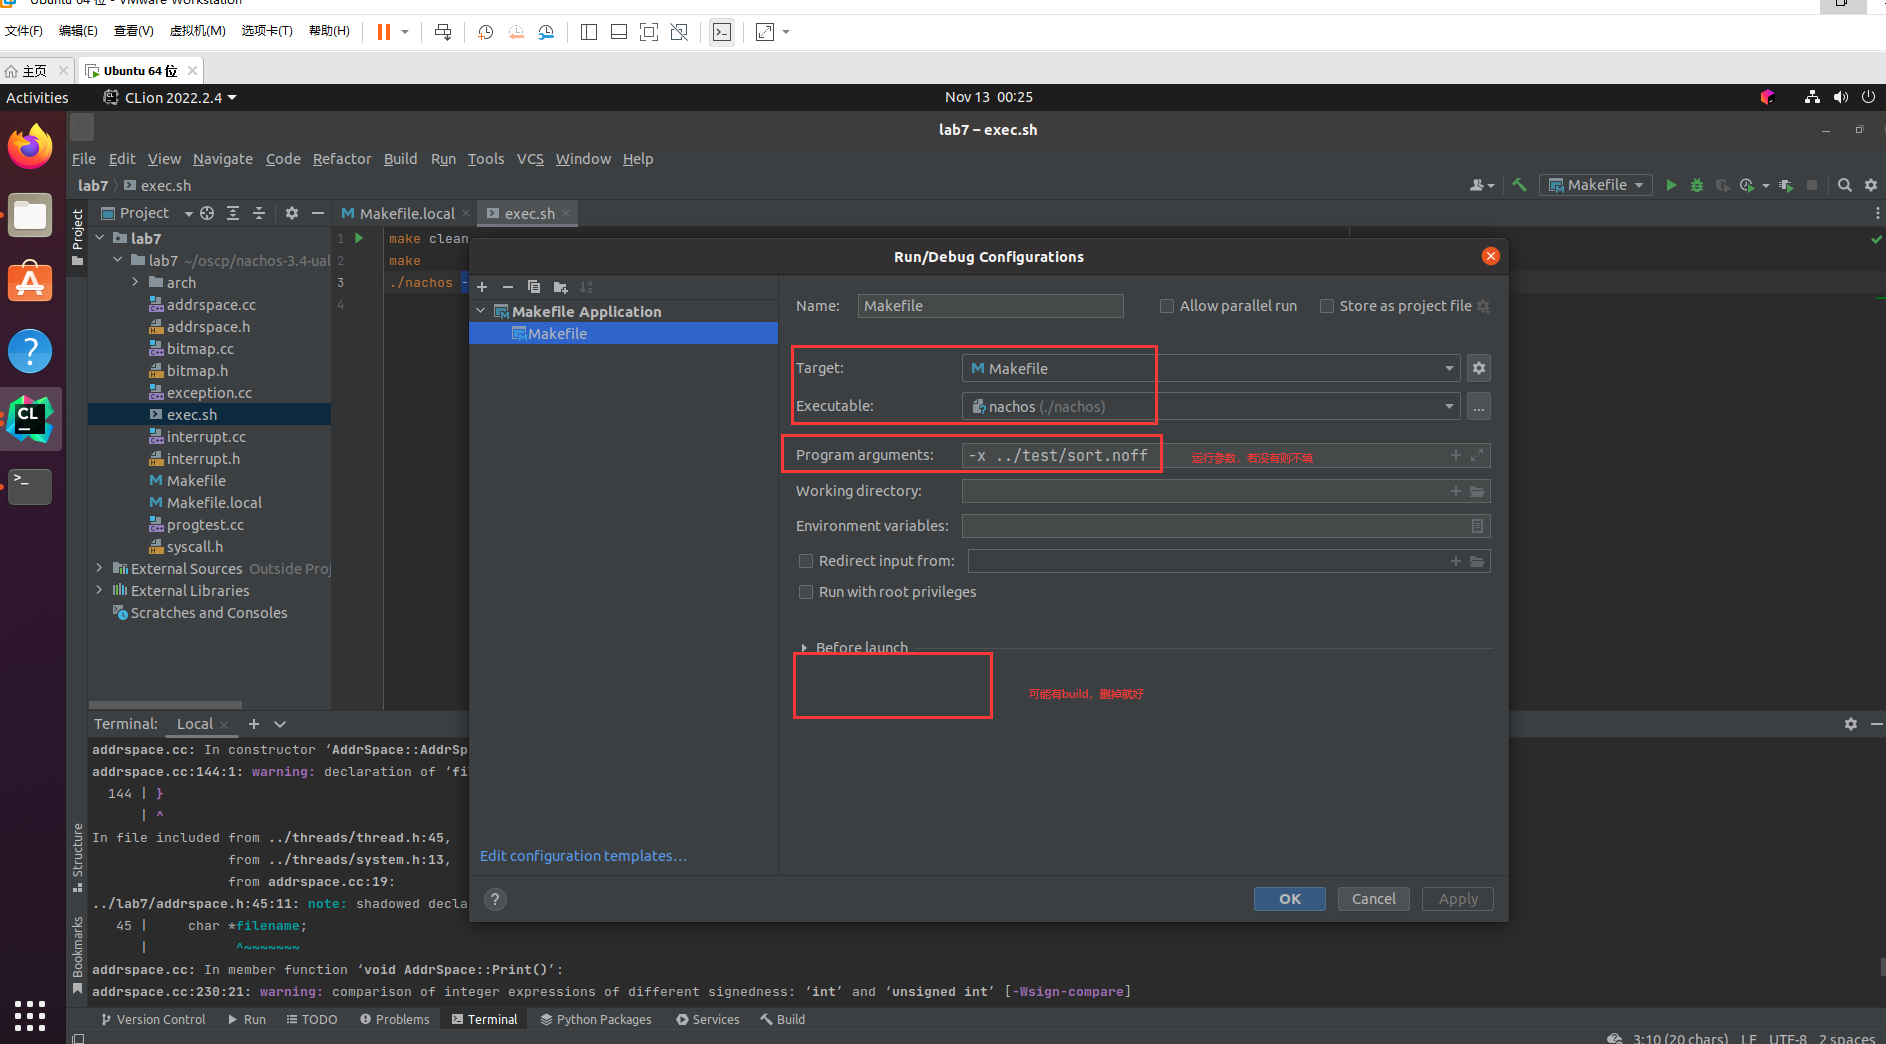 Ubuntu 64 位 - VMware Workstation
文件(F) 编辑(E) 查看(V) 虚拟机(M) 选项卡(T) 帮助(H)
主页 Ubuntu 64 位
Activities CLion 2022.2.4 Nov 13 00:25
lab7 – exec.sh
File Edit View Navigate Code Refactor Build Run Tools VCS Window Help
lab7 exec.sh Makefile
Project Makefile.local exec.sh
Project
lab7
lab7 ~/oscp/nachos-3.4-ual
arch
addrspace.cc
addrspace.h
bitmap.cc
bitmap.h
exception.cc
exec.sh
interrupt.cc
interrupt.h
Makefile
Makefile.local
progtest.cc
syscall.h
External Sources Outside Proj
External Libraries
Scratches and Consoles
1 make clean
2 make
3 ./nachos -
4
Run/Debug Configurations
Makefile Application
Makefile
Edit configuration templates...
Name: Makefile Allow parallel run Store as project file
Target: Makefile
Executable: nachos (./nachos)
Program arguments: -x ../test/sort.noff 运行参数，若没有则不填
Working directory:
Environment variables:
Redirect input from:
Run with root privileges
Before launch
可能有build，删掉就好
? OK Cancel Apply
Terminal: Local
addrspace.cc: In constructor ‘AddrSpace::AddrSp
addrspace.cc:144:1: warning: declaration of ‘fi
144 | }
| ^
In file included from ../threads/thread.h:45,
from ../threads/system.h:13,
from addrspace.cc:19:
../lab7/addrspace.h:45:11: note: shadowed decla
45 | char *filename;
| ^~~~~~~~
addrspace.cc: In member function ‘void AddrSpace::Print()’:
addrspace.cc:230:21: warning: comparison of integer expressions of different signedness: ‘int’ and ‘unsigned int’ [-Wsign-compare]
Structure
Bookmarks
Version Control Run TODO Problems Terminal Python Packages Services Build
3:10 (20 chars) LF UTF-8 2 spaces